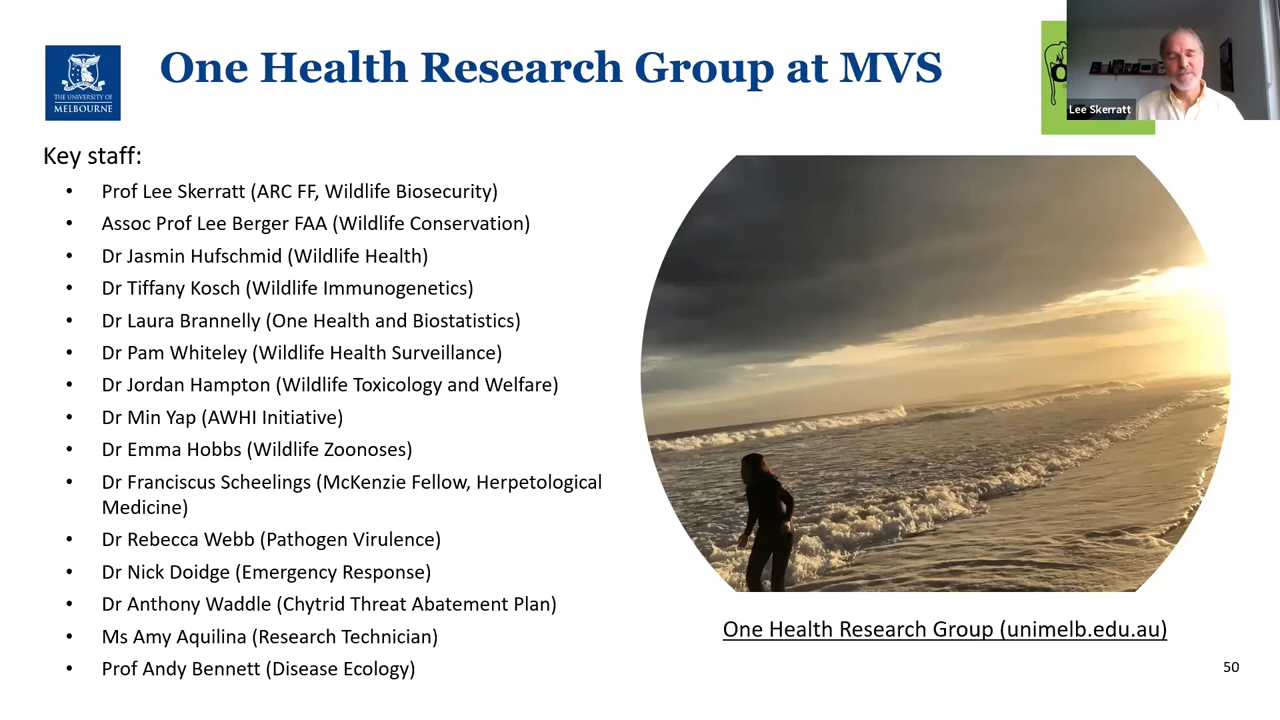 THE UNIVERSITY OF
MELBOURNE
One Health Research Group at MVS
Lee Skerratt
Key staff:
• Prof Lee Skerratt (ARC FF, Wildlife Biosecurity)
• Assoc Prof Lee Berger FAA (Wildlife Conservation)
• Dr Jasmin Hufschmid (Wildlife Health)
• Dr Tiffany Kosch (Wildlife Immunogenetics)
• Dr Laura Brannelly (One Health and Biostatistics)
• Dr Pam Whiteley (Wildlife Health Surveillance)
• Dr Jordan Hampton (Wildlife Toxicology and Welfare)
• Dr Min Yap (AWHI Initiative)
• Dr Emma Hobbs (Wildlife Zoonoses)
• Dr Franciscus Scheelings (McKenzie Fellow, Herpetological
Medicine)
• Dr Rebecca Webb (Pathogen Virulence)
• Dr Nick Doidge (Emergency Response)
• Dr Anthony Waddle (Chytrid Threat Abatement Plan)
• Ms Amy Aquilina (Research Technician)
• Prof Andy Bennett (Disease Ecology)
One Health Research Group (unimelb.edu.au)
50